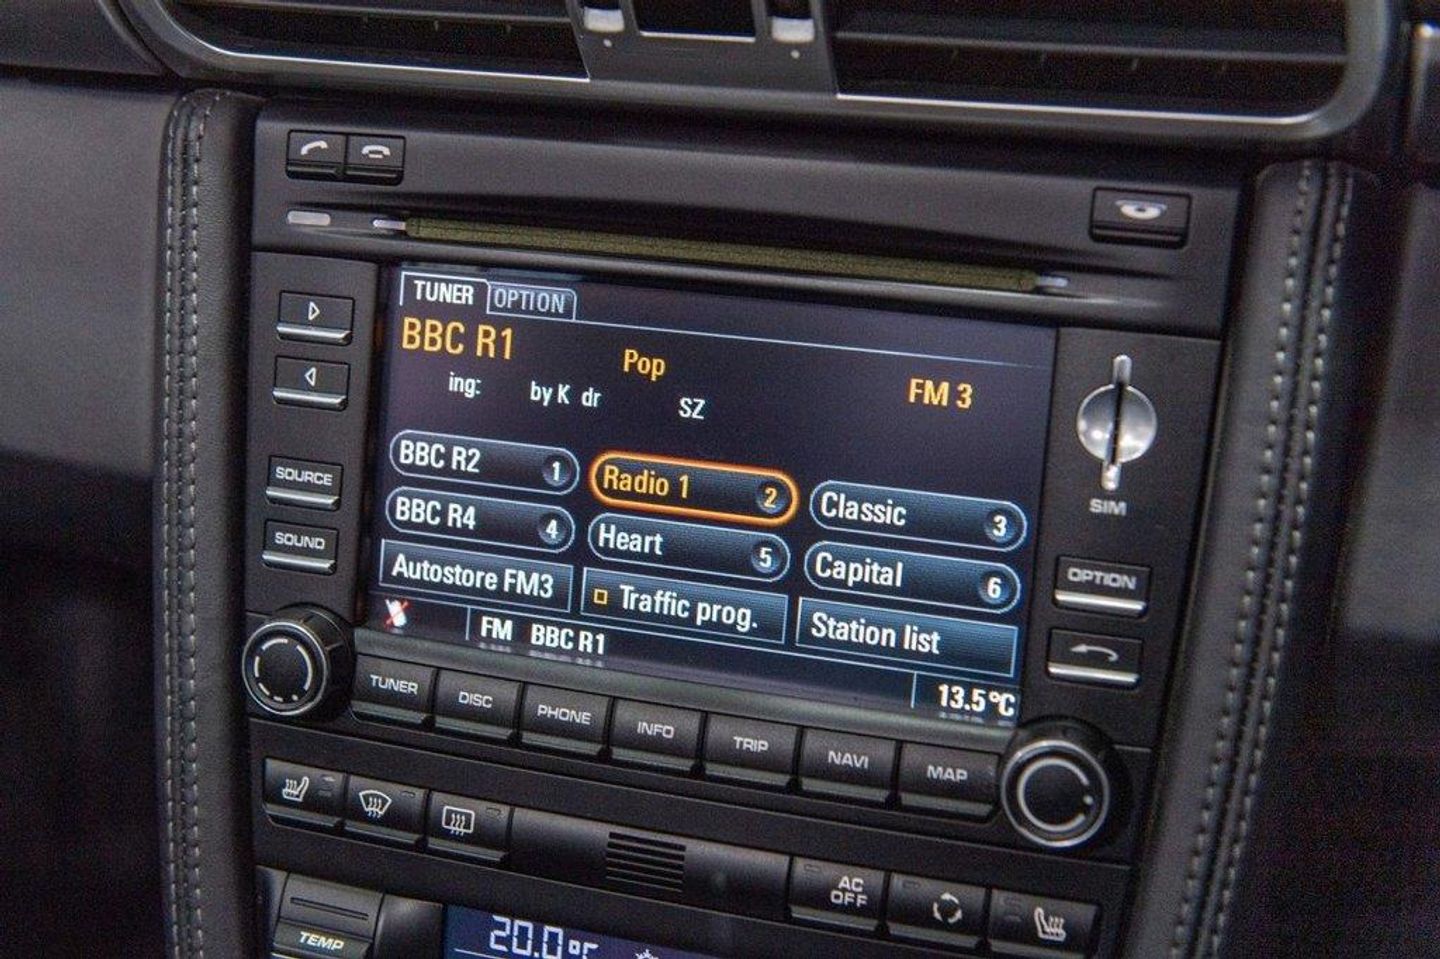 TUNER OPTION
BBC R1
Pop
FM 3
ing: by K dr SZ
BBC R2 1
Radio 1 2
Classic 3
BBC R4 4
Heart 5
Capital 6
Autostore FM3
Traffic prog.
Station list
FM BBC R1
13.5°C
SOURCE
SOUND
SIM
OPTION
TUNER
DISC
PHONE
INFO
TRIP
NAVI
MAP
AC
OFF
TEMP
20.0°C